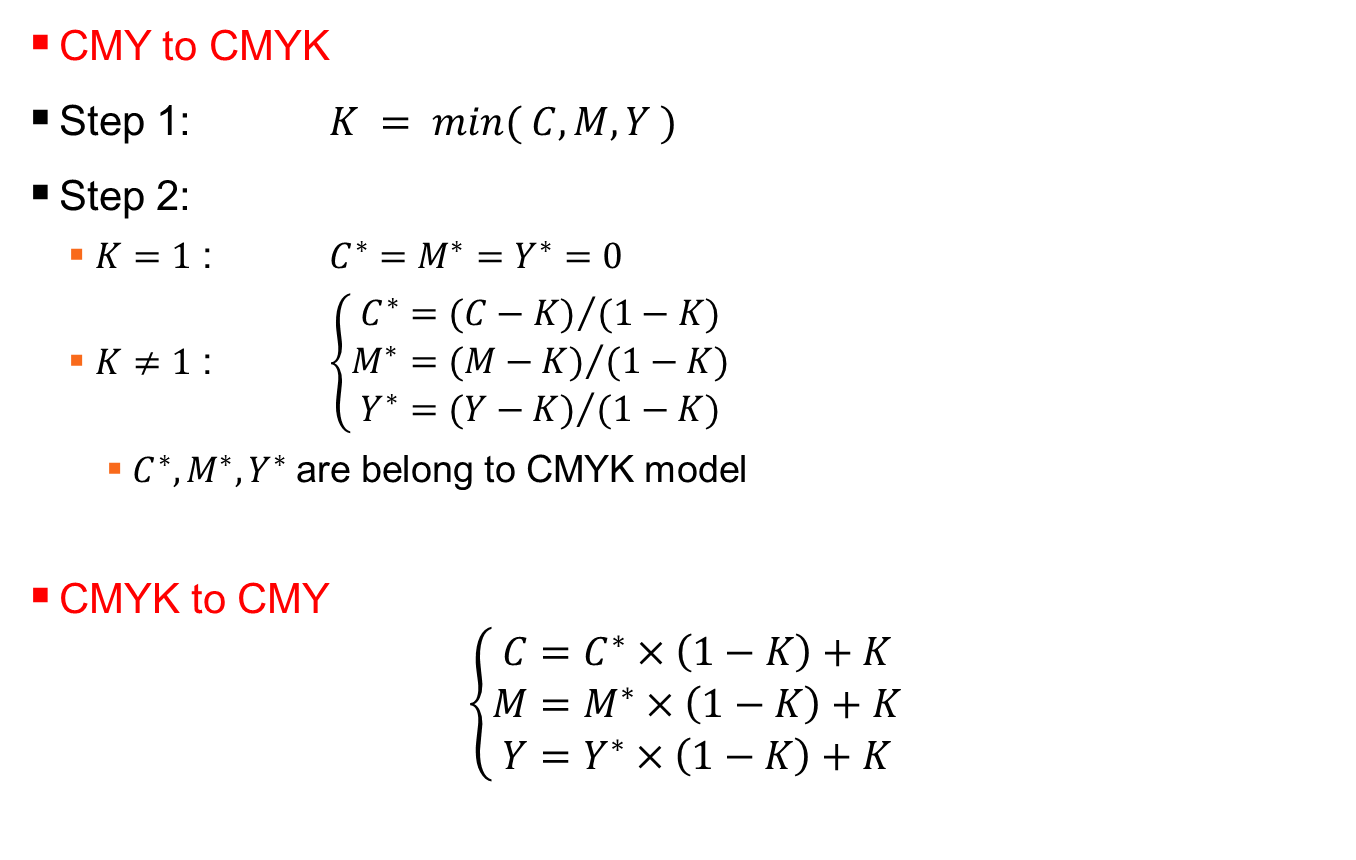 ▪ CMY to CMYK
▪ Step 1: K = min( C, M, Y )
▪ Step 2:
▪ K = 1 : C* = M* = Y* = 0
▪ K ≠ 1 : { C* = (C − K)/(1 − K)
M* = (M − K)/(1 − K)
Y* = (Y − K)/(1 − K)
▪ C*, M*, Y* are belong to CMYK model
▪ CMYK to CMY
{ C = C* × (1 − K) + K
M = M* × (1 − K) + K
Y = Y* × (1 − K) + K